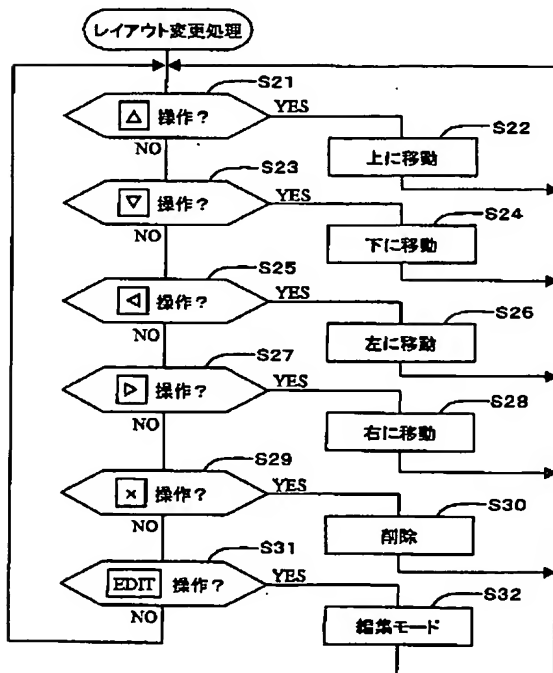 レイアウト変更処理
S21
△ 操作？
YES
NO
S22
上に移動
S23
▽ 操作？
YES
NO
S24
下に移動
S25
◁ 操作？
YES
NO
S26
左に移動
S27
▷ 操作？
YES
NO
S28
右に移動
S29
× 操作？
YES
NO
S30
削除
S31
EDIT 操作？
YES
NO
S32
編集モード